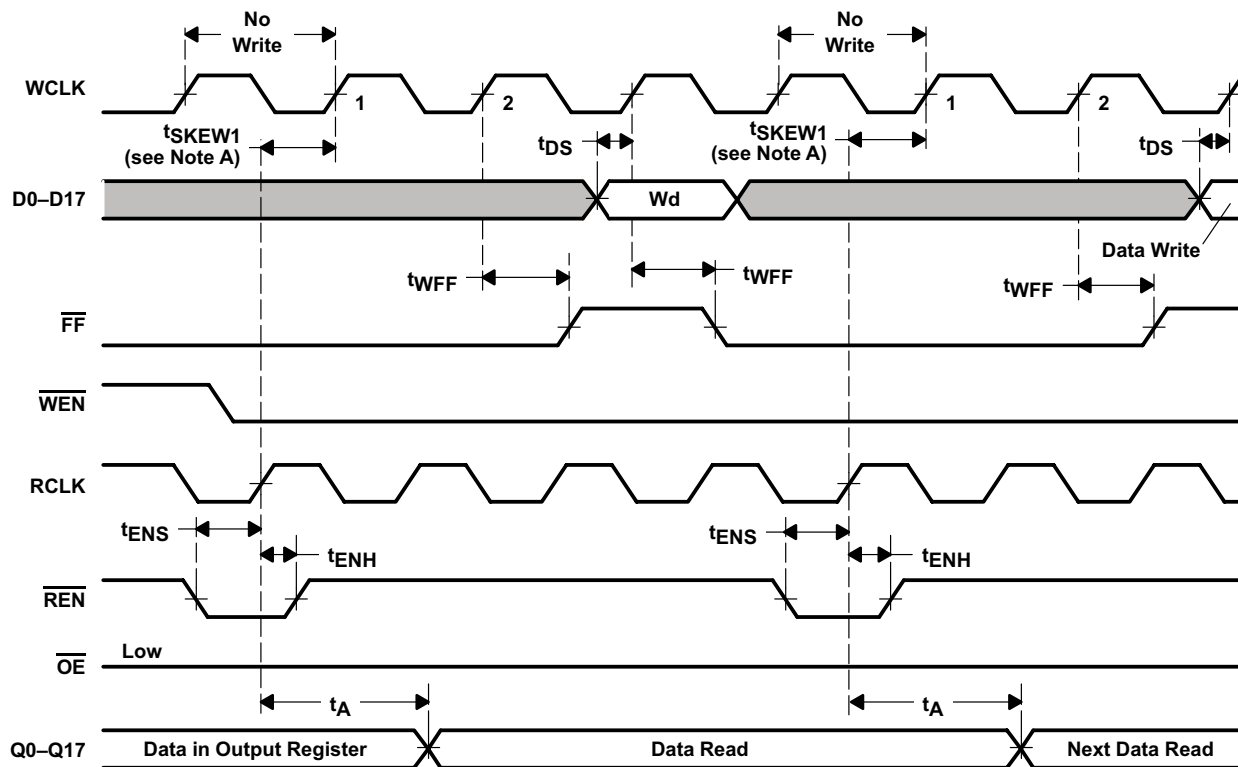 No
Write
No
Write
WCLK
1
2
1
2
tSKEW1
(see Note A)
tDS
tSKEW1
(see Note A)
tDS
D0–D17
Wd
Data Write
tWFF
tWFF
tWFF
FF
WEN
RCLK
tENS
tENH
tENS
tENH
REN
OE
Low
tA
tA
Q0–Q17
Data in Output Register
Data Read
Next Data Read